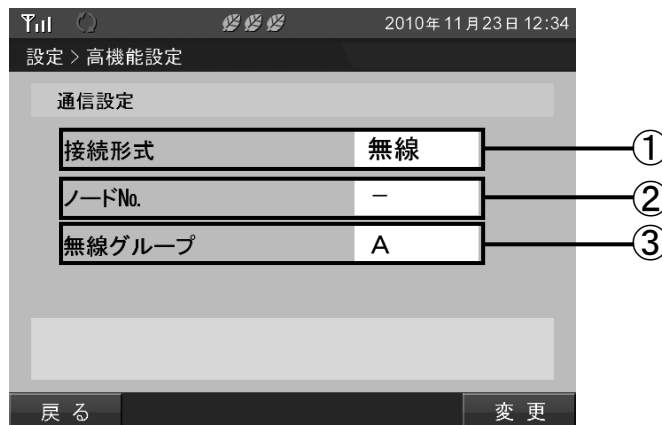 2010年11月23日 12:34
設定 > 高機能設定
通信設定
接続形式 無線 ①
ノード№. － ②
無線グループ A ③
戻る 変更